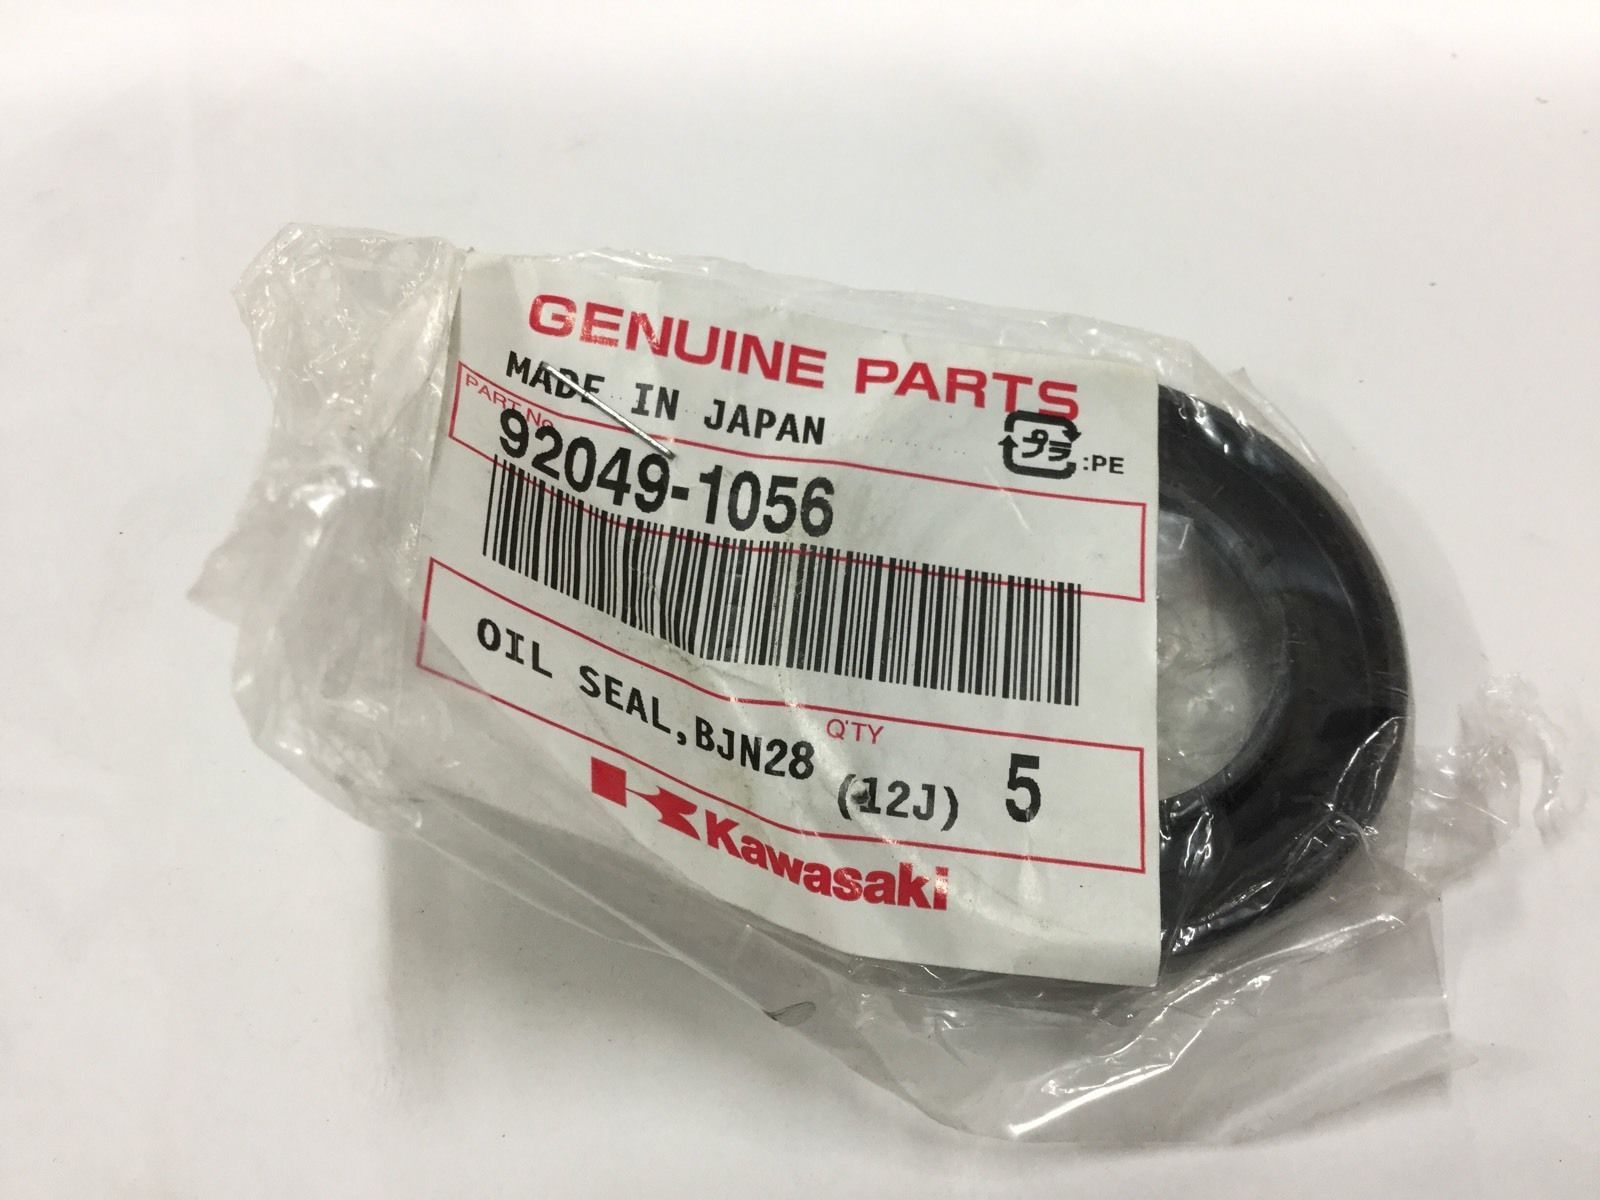 GENUINE PARTS
MADE IN JAPAN
プラ :PE
PART No.
92049-1056
OIL SEAL,BJN28
Q'TY
(12J) 5
Kawasaki